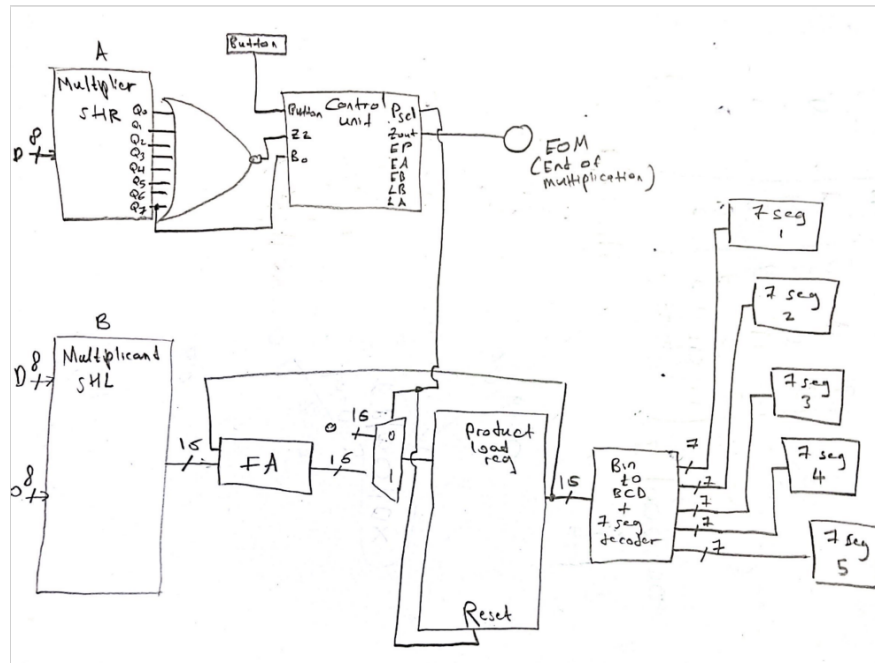 A
Multiplier
SHR
D 8
Q0
Q1
Q2
Q3
Q4
Q5
Q6
Q7
Button
Control
unit
Button
Z2
B0
Psel
Zout
EP
EA
EB
LB
LA
EOM
(End of
multiplication)
B
Multiplicand
SHL
D 8
0 8
16
FA
16
0 16
0
1
Product
load
reg
Reset
16
Bin
to
BCD
+
7 seg
decoder
7
7
7
7
7
7 seg
1
7 seg
2
7 seg
3
7 seg
4
7 seg
5